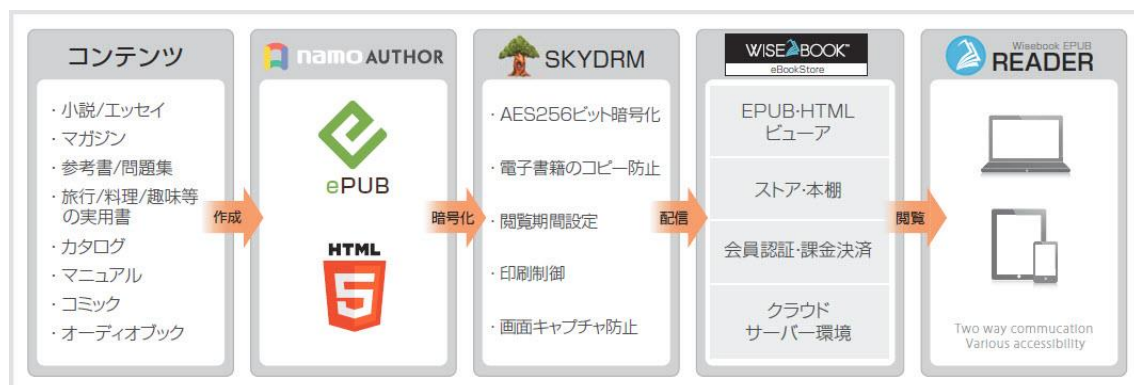 コンテンツ
・小説/エッセイ
・マガジン
・参考書/問題集
・旅行/料理/趣味等
の実用書
・カタログ
・マニュアル
・コミック
・オーディオブック
作成
namo AUTHOR
ePUB
HTML
5
暗号化
SKYDRM
・AES256ビット暗号化
・電子書籍のコピー防止
・閲覧期間設定
・印刷制御
・画面キャプチャ防止
配信
WISE BOOK™
eBookStore
EPUB・HTML
ビューア
ストア・本棚
会員認証・課金決済
クラウド
サーバー環境
閲覧
Wisebook EPUB
READER
Two way commucation
Various accessibility